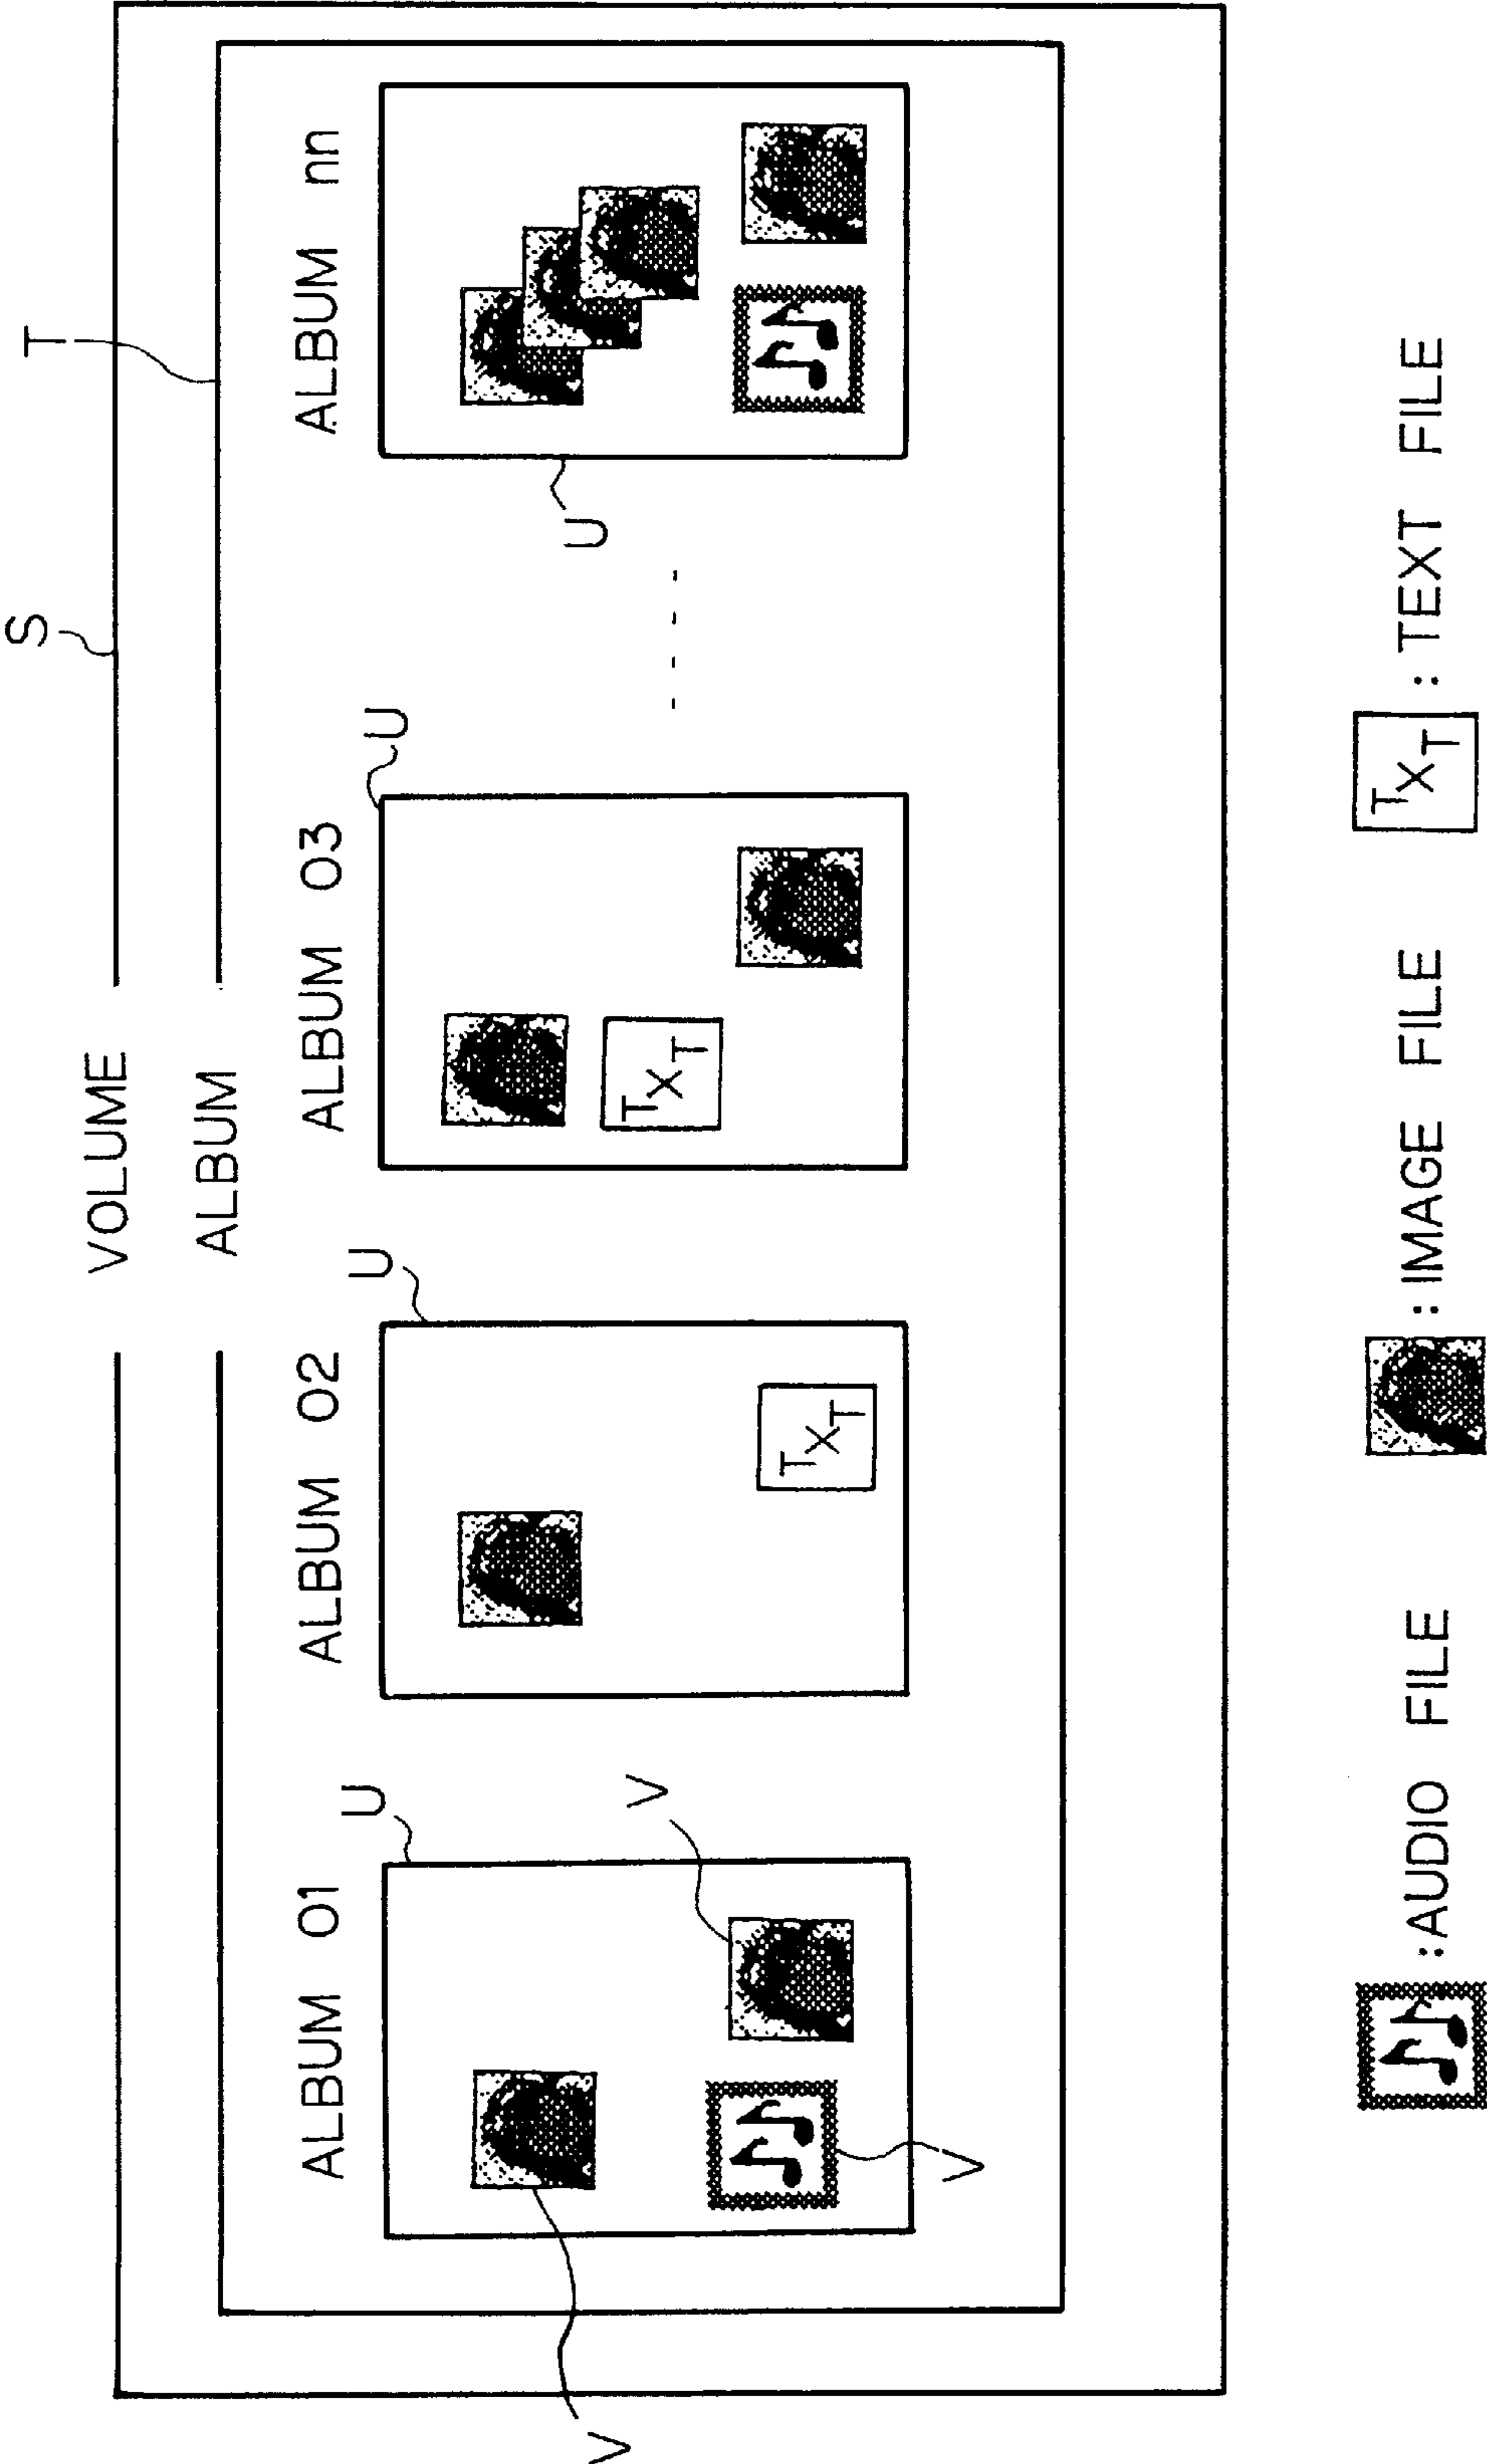 S
T
VOLUME
ALBUM
ALBUM 01
ALBUM 02
ALBUM 03
ALBUM nn
U
U
U
U
V
V
V
TXT
TXT
: AUDIO FILE
: IMAGE FILE
TXT : TEXT FILE